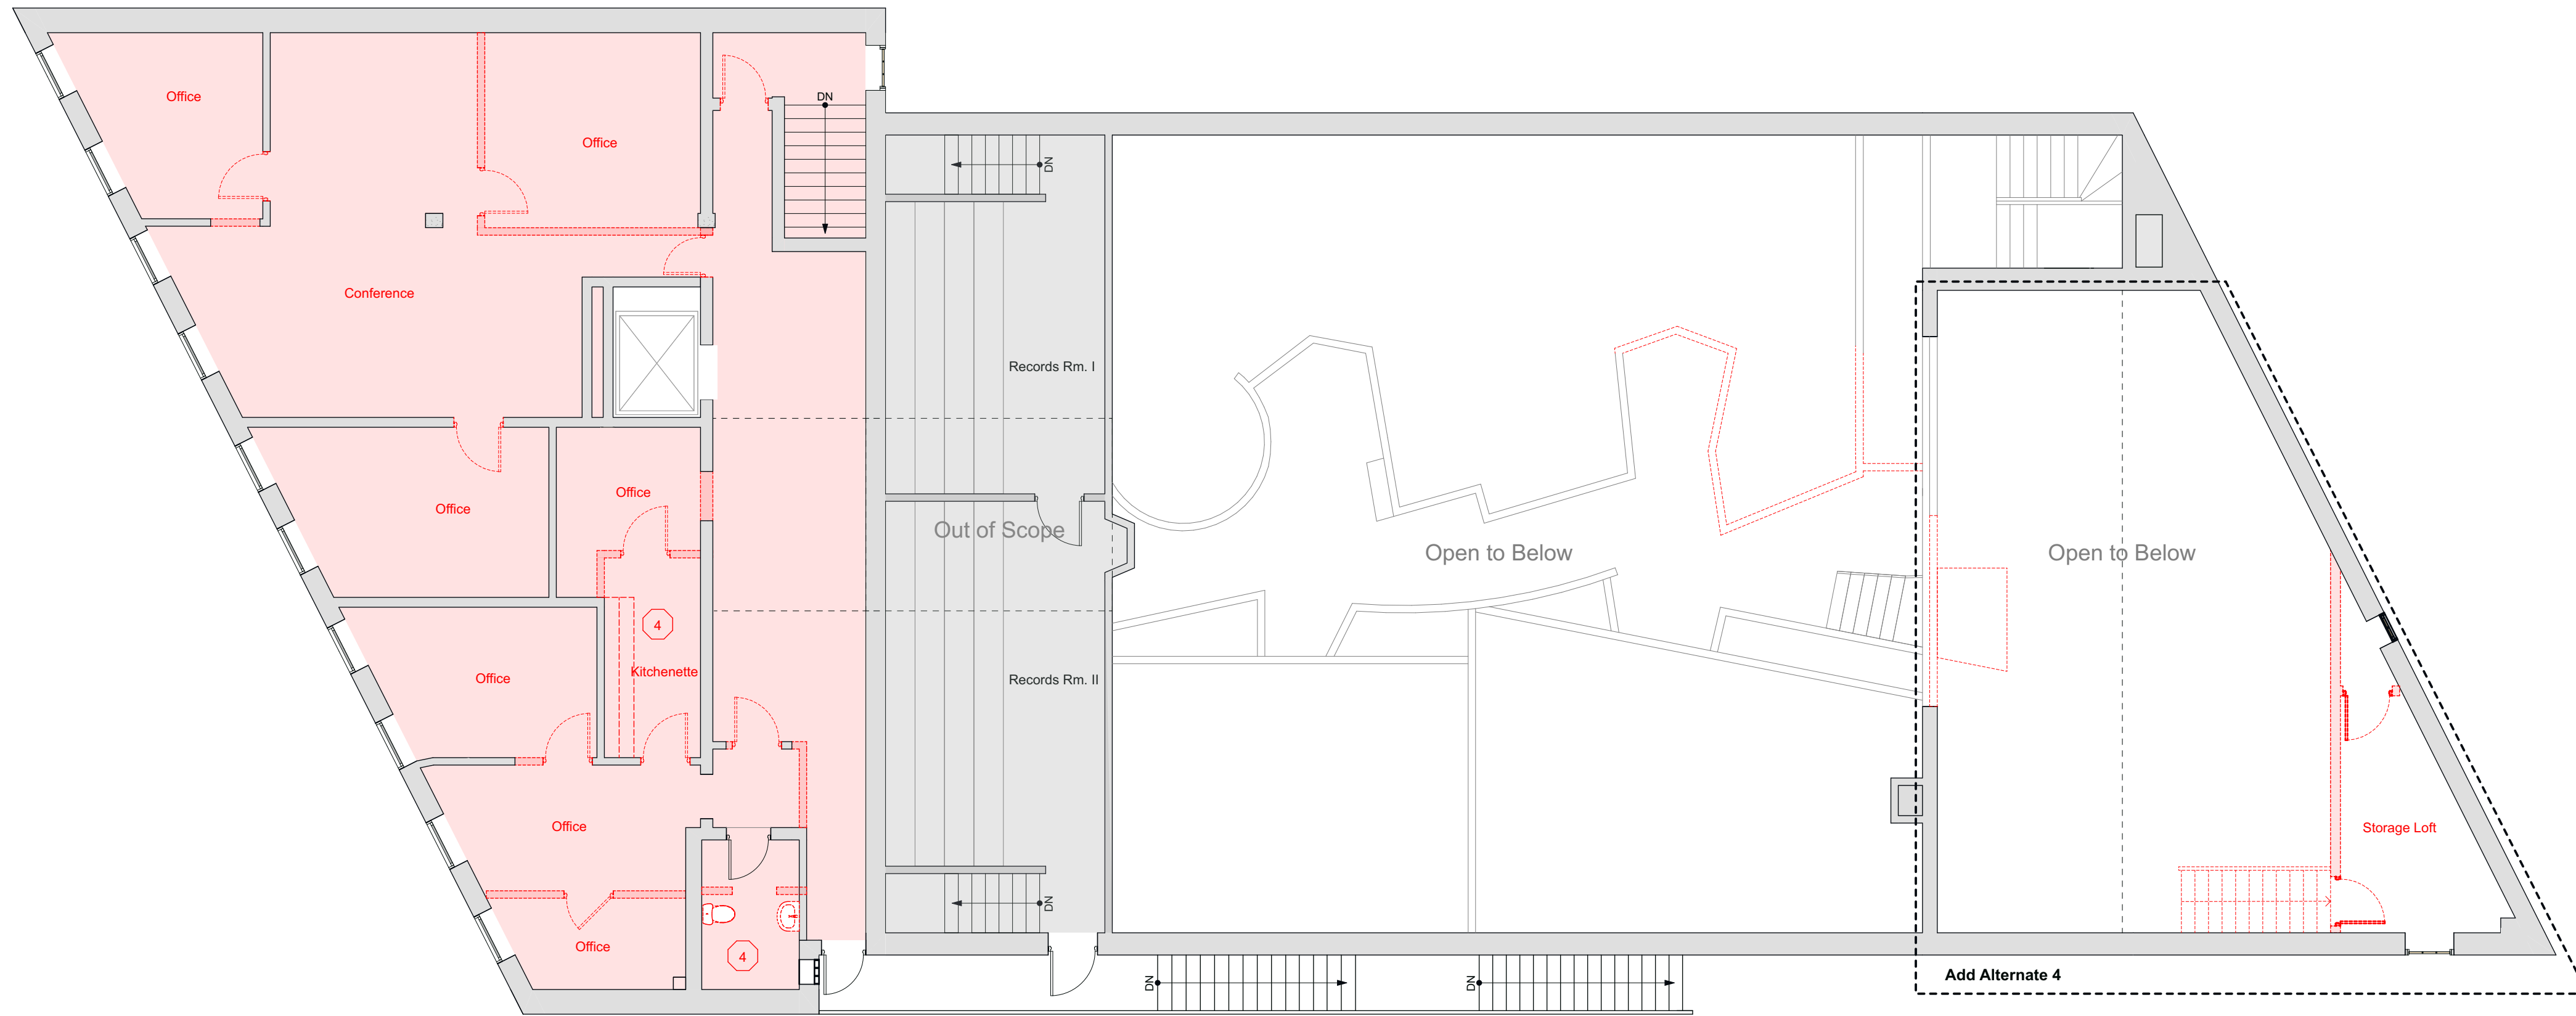 Office
DN
Office
DN
Conference
Records Rm. I
Office
Office
Out of Scope
Open to Below
Open to Below
4
Kitchenette
Office
Records Rm. II
Office
Storage Loft
DN
Office
4
DN
DN
Add Alternate 4